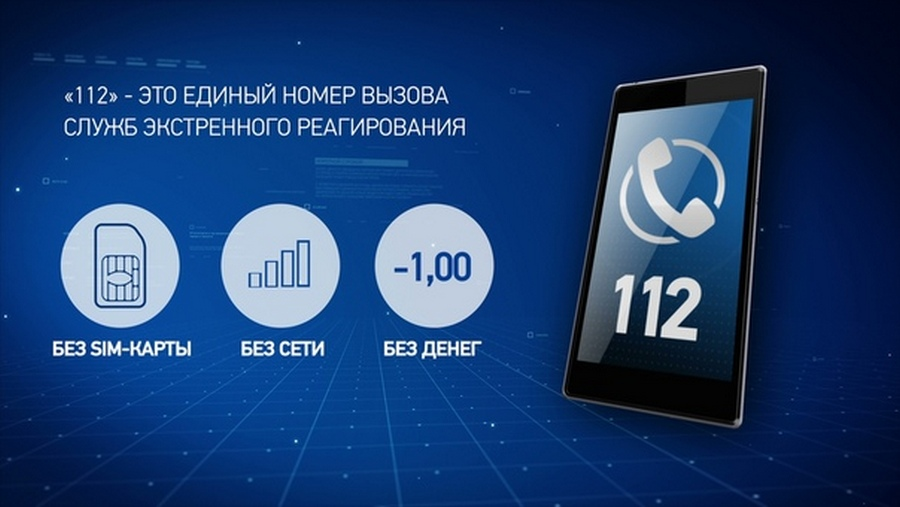 «112» - ЭТО ЕДИНЫЙ НОМЕР ВЫЗОВА
СЛУЖБ ЭКСТРЕННОГО РЕАГИРОВАНИЯ
-1,00
БЕЗ SIM-КАРТЫ
БЕЗ СЕТИ
БЕЗ ДЕНЕГ
112